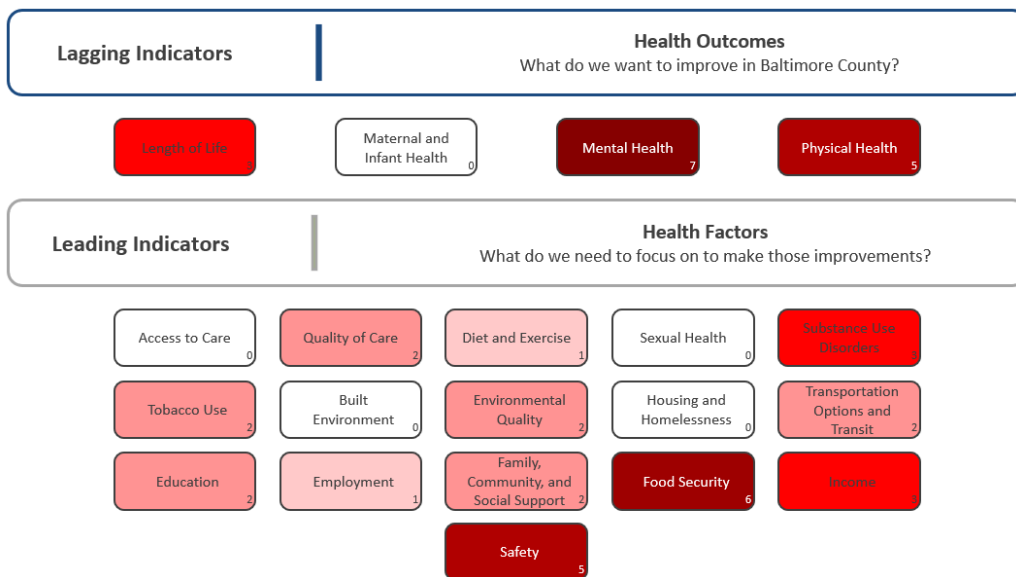 Lagging Indicators
Health Outcomes
What do we want to improve in Baltimore County?
Length of Life
Maternal and
Infant Health
0
Mental Health
7
Physical Health
5
Leading Indicators
Health Factors
What do we need to focus on to make those improvements?
Access to Care
0
Quality of Care
2
Diet and Exercise
1
Sexual Health
0
Substance Use
Disorders
Tobacco Use
2
Built
Environment
0
Environmental
Quality
2
Housing and
Homelessness
0
Transportation
Options and
Transit
2
Education
2
Employment
1
Family,
Community, and
Social Support
2
Food Security
6
Income
Safety
5